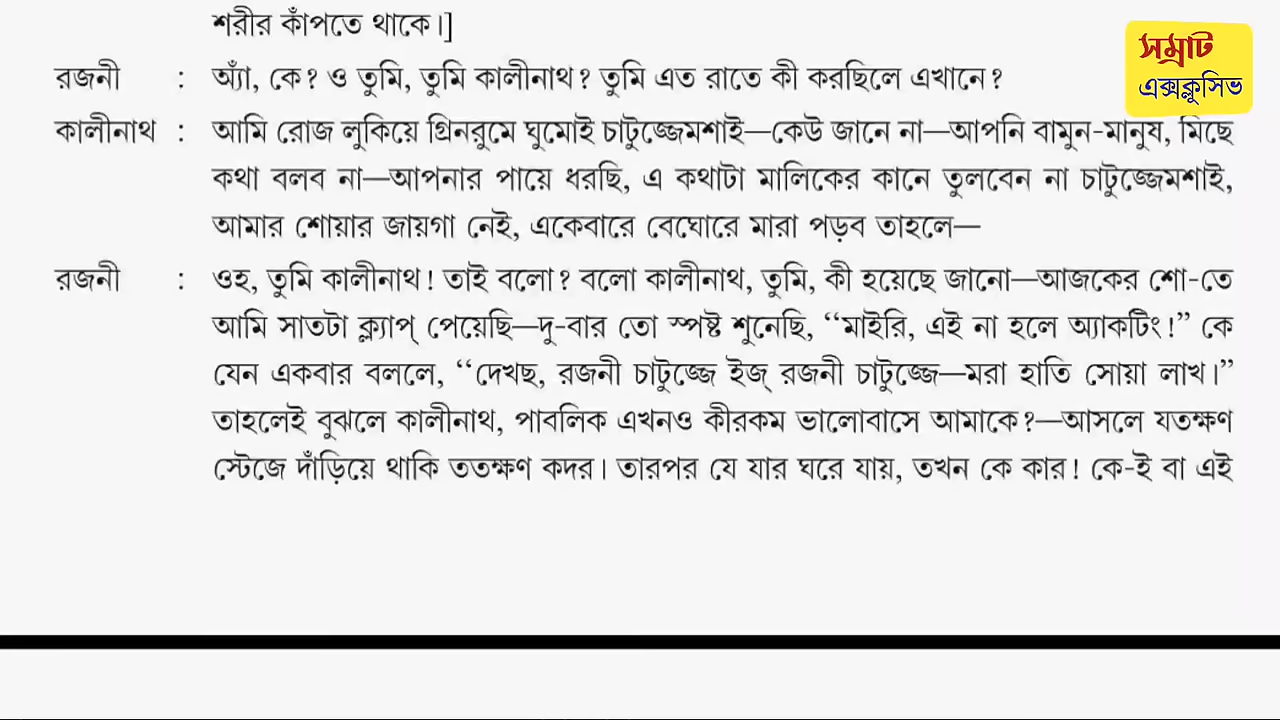 শরীর কাঁপতে থাকে।]
সম্রাট
এক্সক্লুসিভ
রজনী : অ্যাঁ, কে? ও তুমি, তুমি কালীনাথ? তুমি এত রাতে কী করছিলে এখানে?
কালীনাথ : আমি রোজ লুকিয়ে গ্রিনরুমে ঘুমোই চাটুজ্জেমশাই—কেউ জানে না—আপনি বামুন-মানুষ, মিছে
কথা বলব না—আপনার পায়ে ধরছি, এ কথাটা মালিকের কানে তুলবেন না চাটুজ্জেমশাই,
আমার শোয়ার জায়গা নেই, একেবারে বেঘোরে মারা পড়ব তাহলে—
রজনী : ওহ, তুমি কালীনাথ! তাই বলো? বলো কালীনাথ, তুমি, কী হয়েছে জানো—আজকের শো-তে
আমি সাতটা ক্ল্যাপ্ পেয়েছি—দু-বার তো স্পষ্ট শুনেছি, “মাইরি, এই না হলে অ্যাকটিং!” কে
যেন একবার বললে, “দেখছ, রজনী চাটুজ্জে ইজ্ রজনী চাটুজ্জে—মরা হাতি সোয়া লাখ।”
তাহলেই বুঝলে কালীনাথ, পাবলিক এখনও কীরকম ভালোবাসে আমাকে?—আসলে যতক্ষণ
স্টেজে দাঁড়িয়ে থাকি ততক্ষণ কদর। তারপর যে যার ঘরে যায়, তখন কে কার! কে-ই বা এই